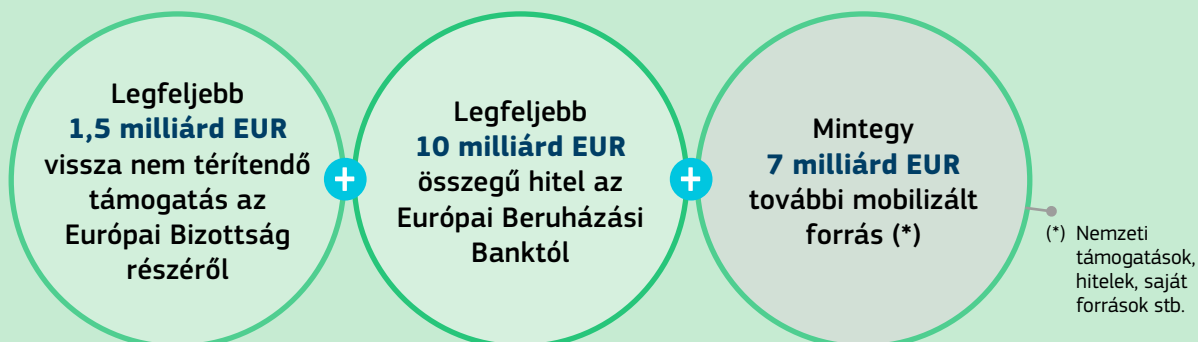 Legfeljebb
1,5 milliárd EUR
vissza nem térítendő
támogatás az
Európai Bizottság
részéről
+
Legfeljebb
10 milliárd EUR
összegű hitel az
Európai Beruházási
Banktól
+
Mintegy
7 milliárd EUR
további mobilizált
forrás (*)
(*) Nemzeti
támogatások,
hitelek, saját
források stb.